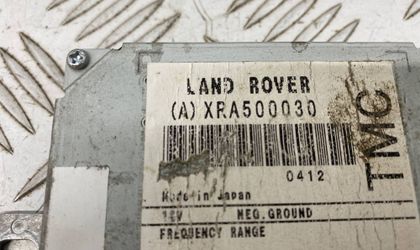 LAND ROVER
(A) XRA500030
0412
TMC
Made in Japan
12V NEG. GROUND
FREQUENCY RANGE